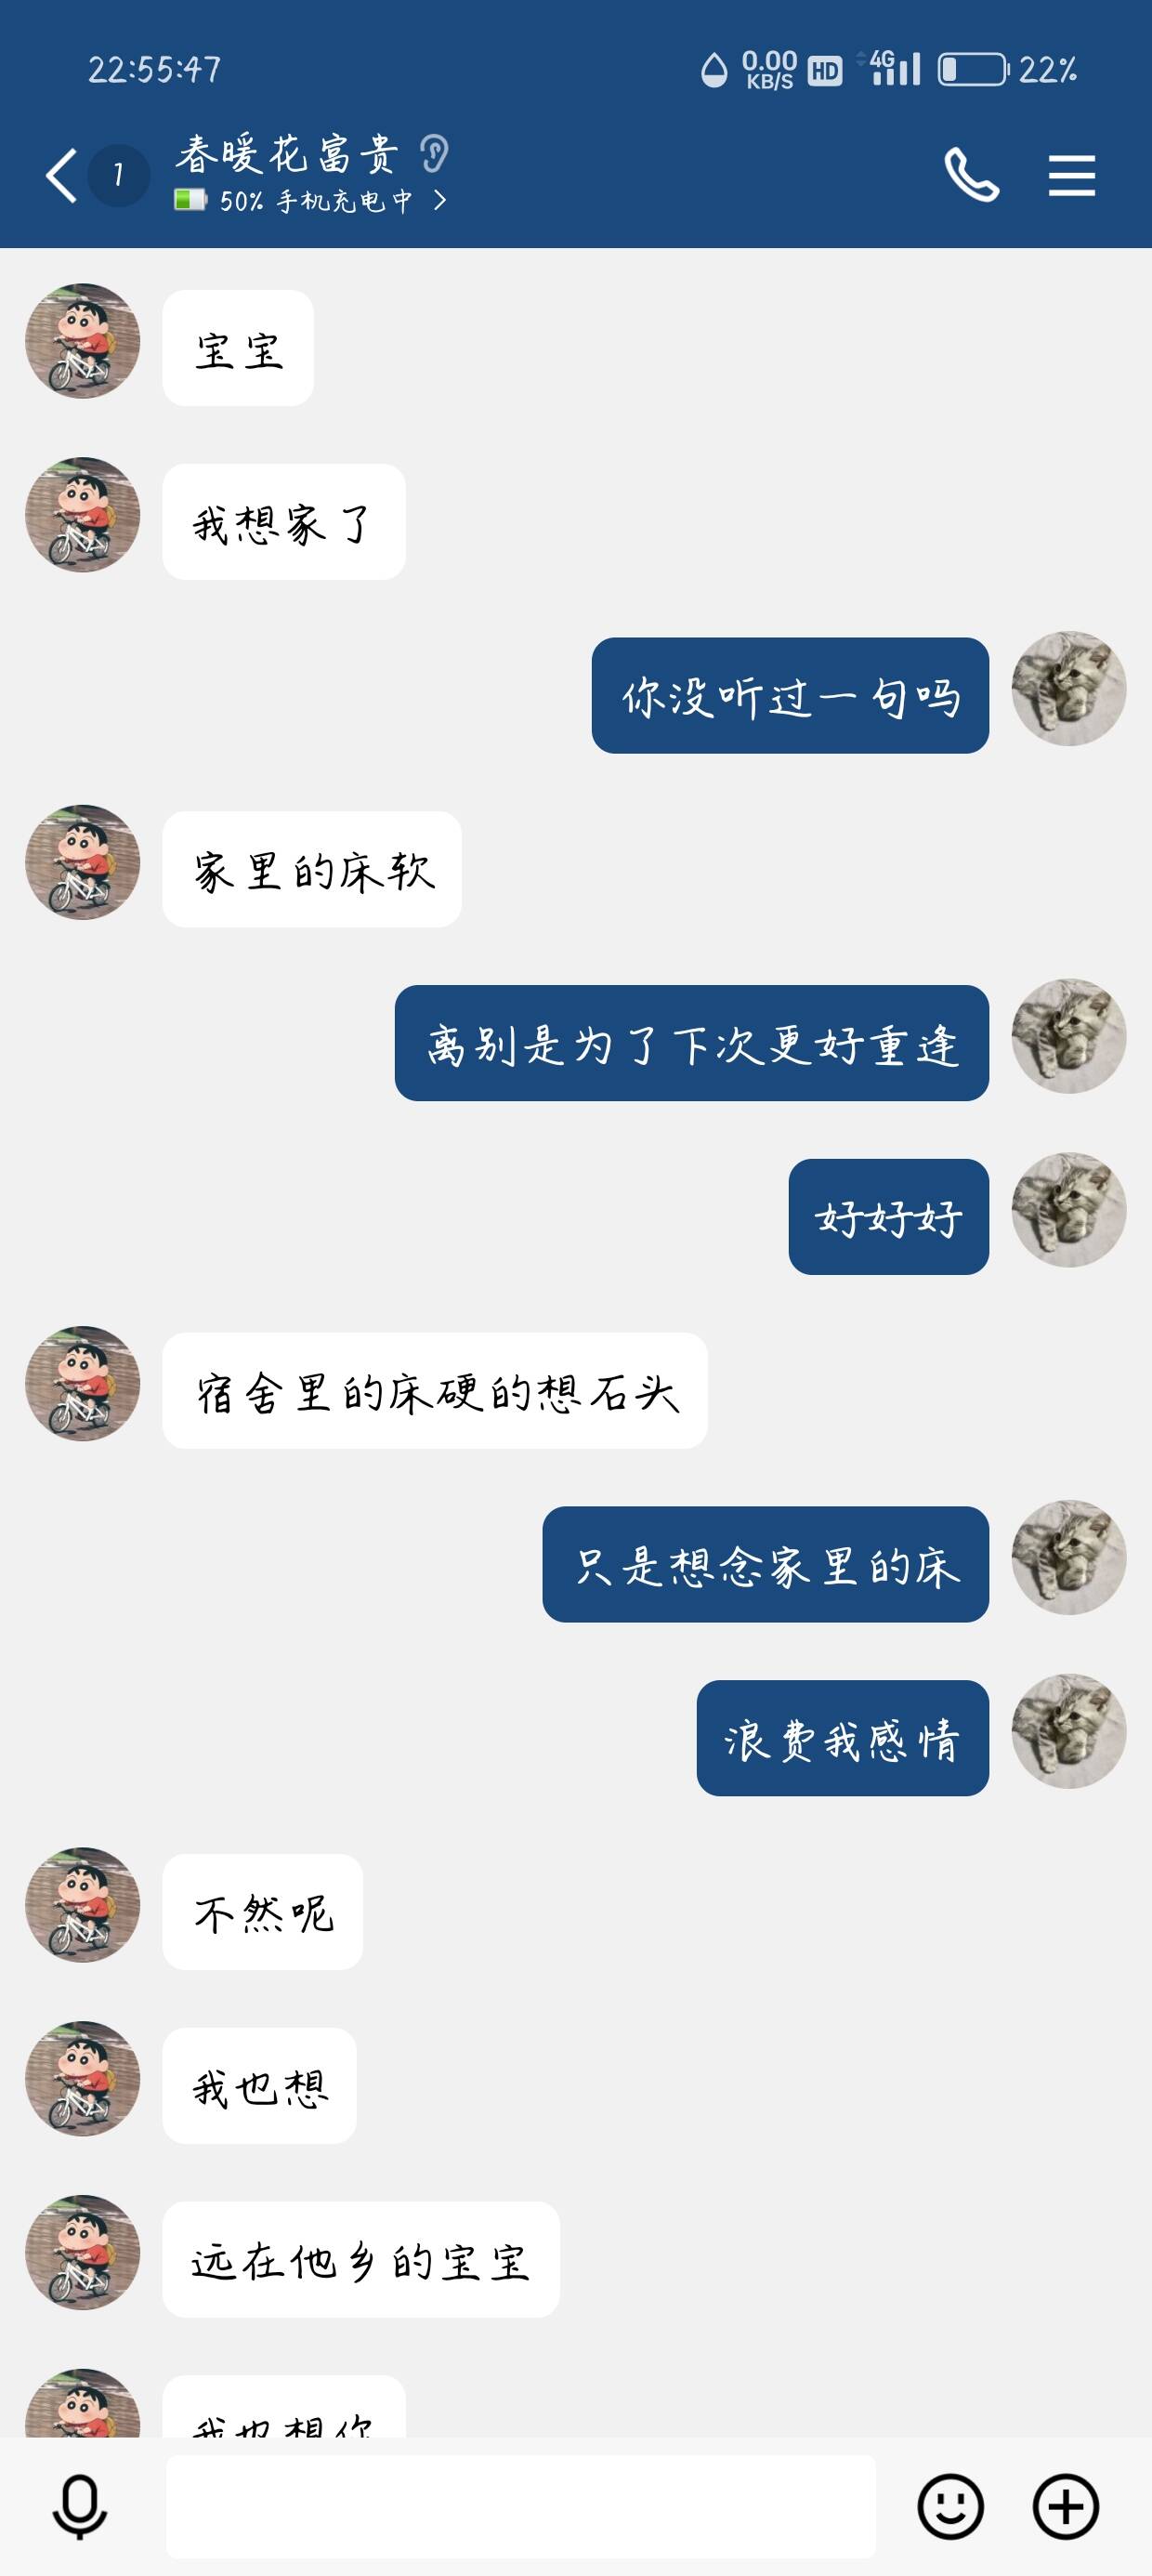 22:55:47
0.00
KB/S
HD
4G
22%
1
春暖花富贵
50% 手机充电中
宝宝
我想家了
你没听过一句吗
家里的床软
离别是为了下次更好重逢
好好好
宿舍里的床硬的想石头
只是想念家里的床
浪费我感情
不然呢
我也想
远在他乡的宝宝
我也想你